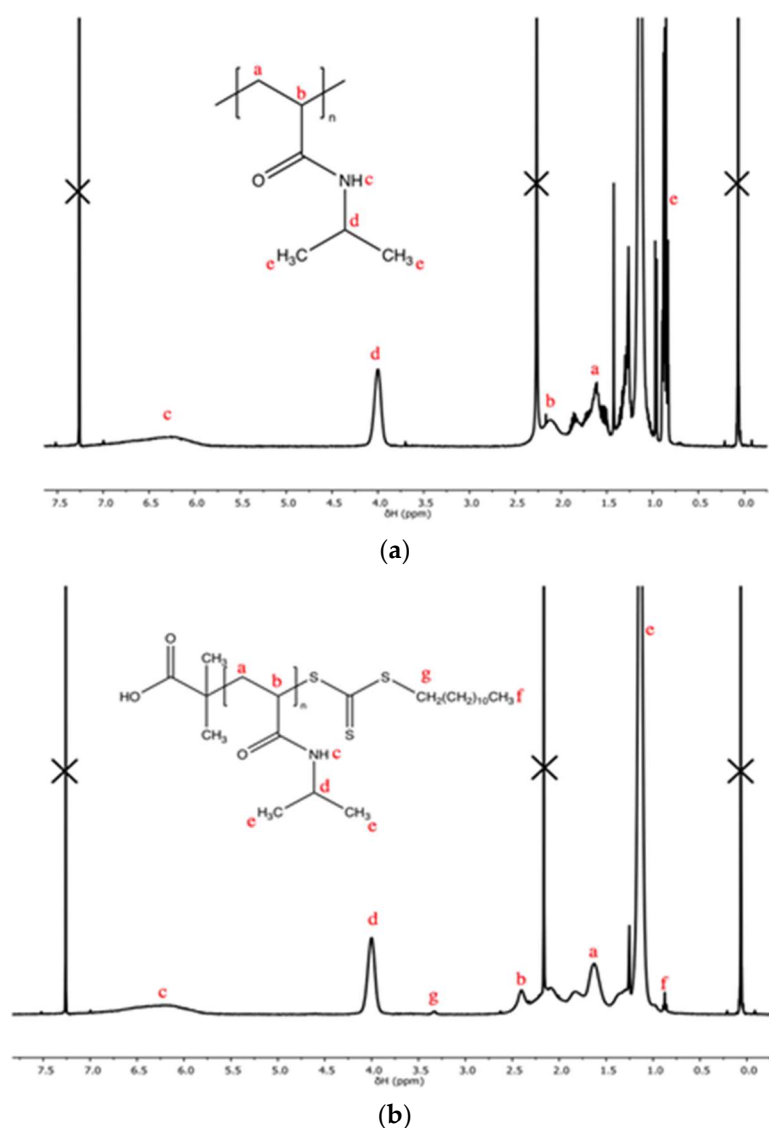 a
b
n
O
NH c
d
e H₃C CH₃ e
e
d
a
b
c
7.5 7.0 6.5 6.0 5.5 5.0 4.5 4.0 3.5 3.0 2.5 2.0 1.5 1.0 0.5 0.0
δH (ppm)
(a)
O CH₃ a
HO b S S g
n CH₂(CH₂)₁₀CH₃ f
CH₃ S
O NH c
d
e H₃C CH₃ e
e
d
a
b
c g f
7.5 7.0 6.5 6.0 5.5 5.0 4.5 4.0 3.5 3.0 2.5 2.0 1.5 1.0 0.5 0.0
δH (ppm)
(b)